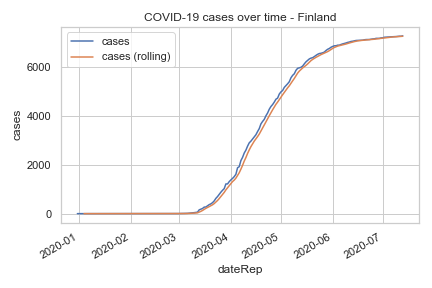 COVID-19 cases over time - Finland
cases
cases (rolling)
6000
4000
2000
0
cases
2020-01
2020-02
2020-03
2020-04
2020-05
2020-06
2020-07
dateRep